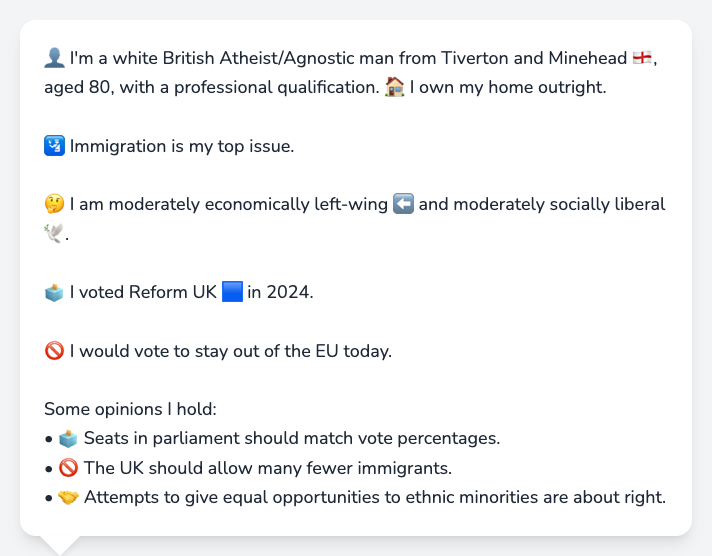 👤 I'm a white British Atheist/Agnostic man from Tiverton and Minehead 🏴󠁧󠁢󠁥󠁮󠁧󠁿,
aged 80, with a professional qualification. 🏠 I own my home outright.
🛂 Immigration is my top issue.
🤔 I am moderately economically left-wing ⬅️ and moderately socially liberal
🕊️.
🗳️ I voted Reform UK 🟦 in 2024.
🚫 I would vote to stay out of the EU today.
Some opinions I hold:
• 🗳️ Seats in parliament should match vote percentages.
• 🚫 The UK should allow many fewer immigrants.
• 🤝 Attempts to give equal opportunities to ethnic minorities are about right.